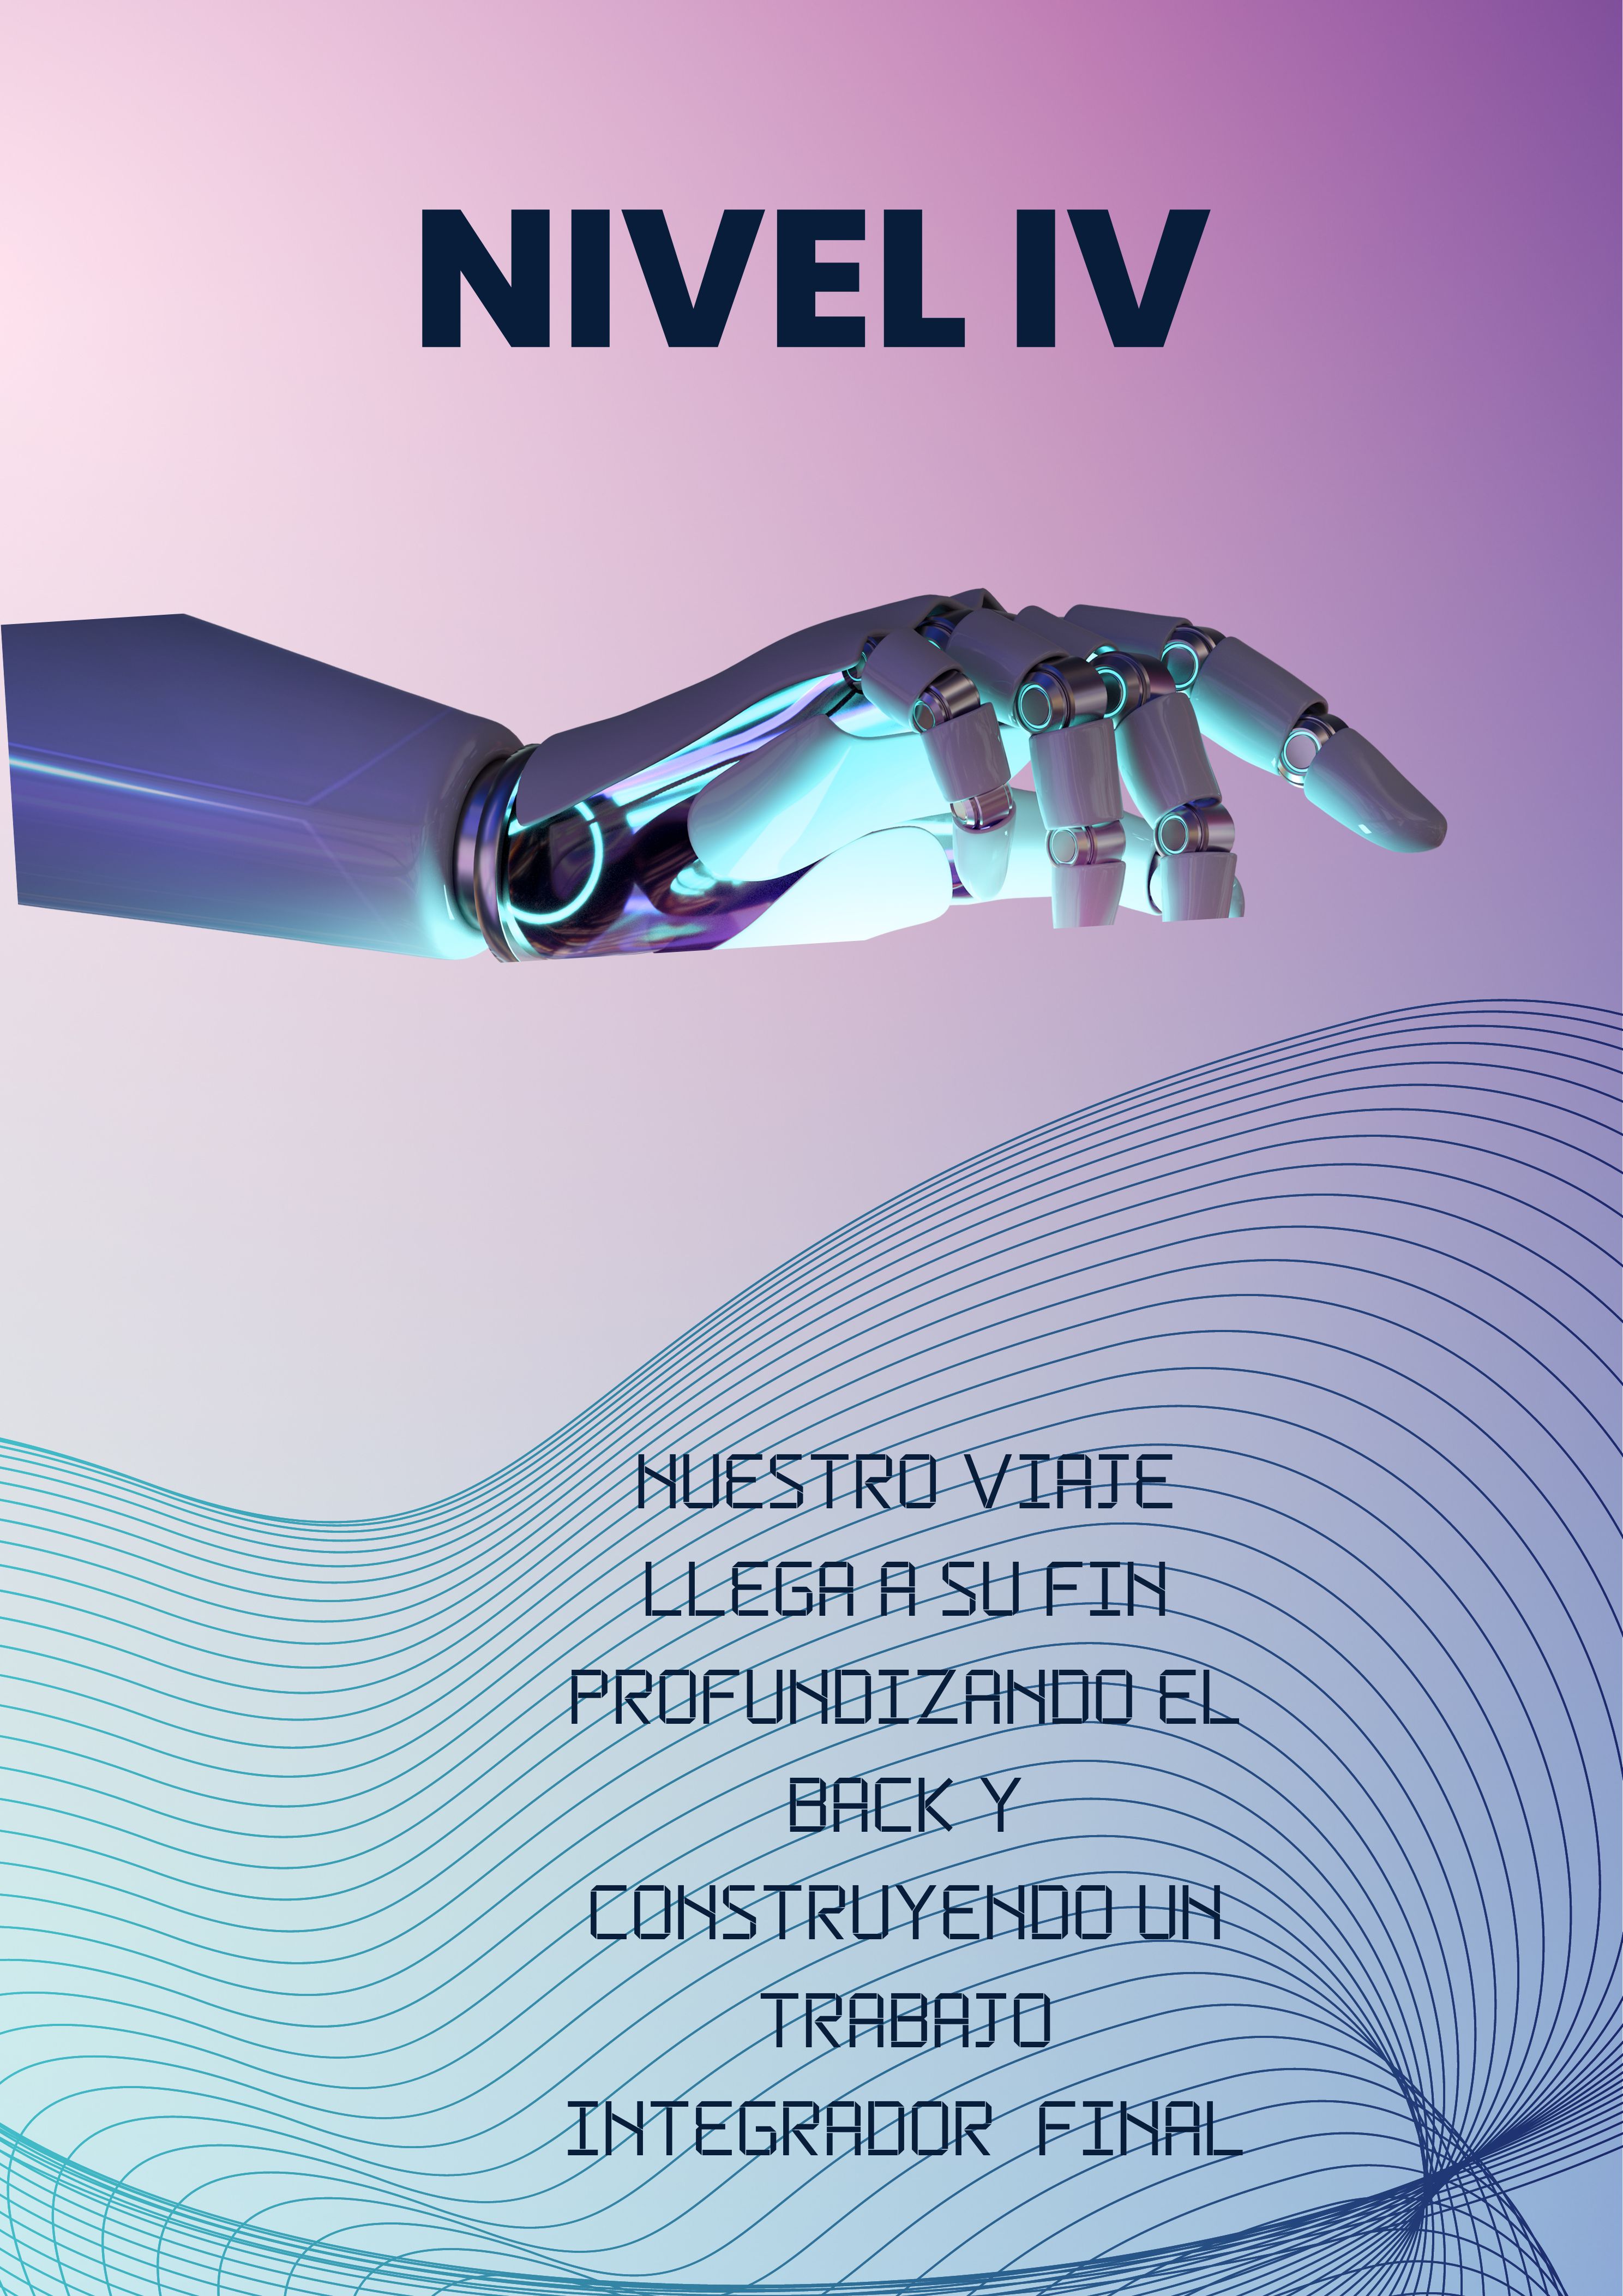 NIVEL IV
NUESTRO VIAJE
LLEGA A SU FIN
PROFUNDIZANDO EL
BACK Y
CONSTRUYENDO UN
TRABAJO
INTEGRADOR FINAL